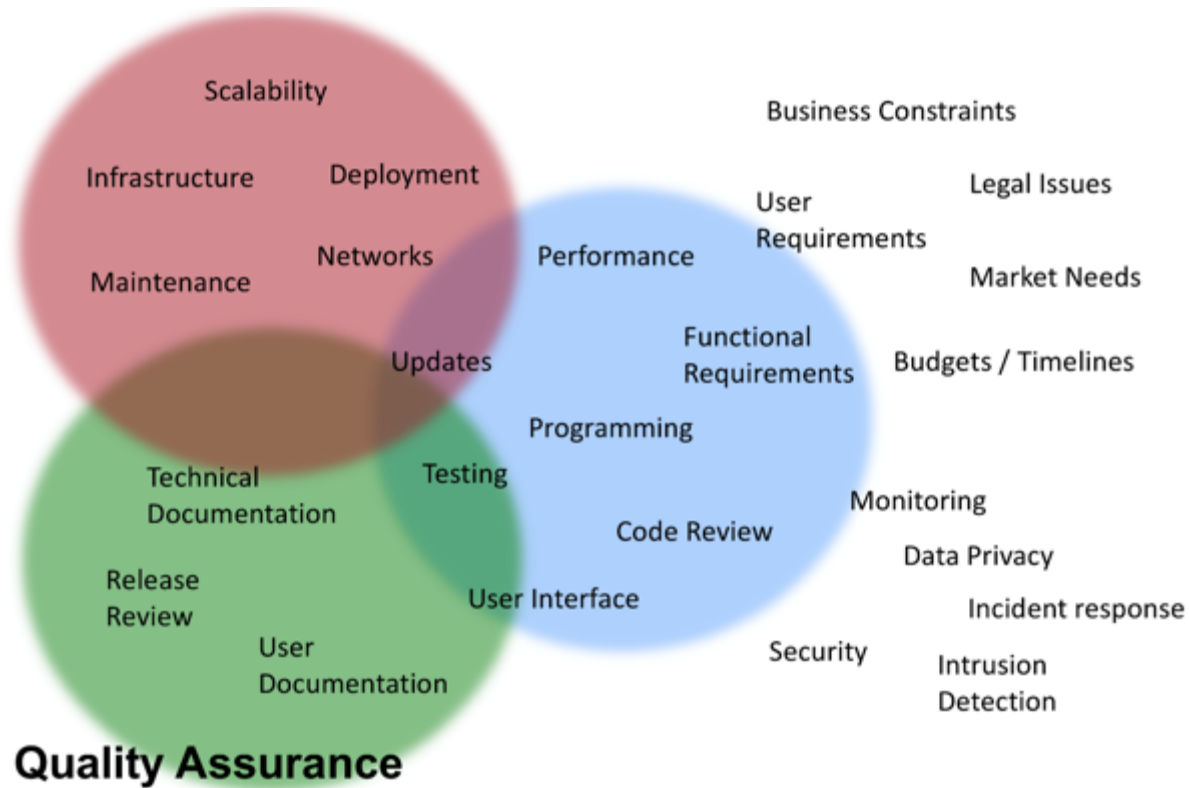 Scalability
Business Constraints
Infrastructure
Deployment
Legal Issues
User
Requirements
Networks
Performance
Maintenance
Market Needs
Functional
Requirements
Updates
Budgets / Timelines
Programming
Testing
Technical
Documentation
Monitoring
Code Review
Data Privacy
Release
Review
User Interface
Incident response
User
Documentation
Security
Intrusion
Detection
Quality Assurance